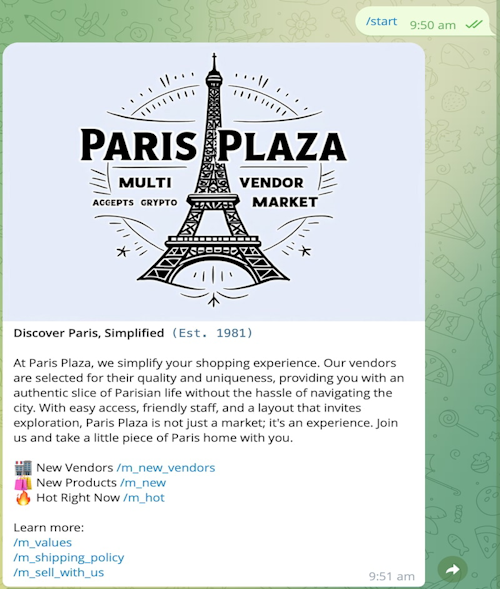 /start
9:50 am
PARIS PLAZA
MULTI VENDOR
ACCEPTS CRYPTO MARKET
Discover Paris, Simplified (Est. 1981)
At Paris Plaza, we simplify your shopping experience. Our vendors
are selected for their quality and uniqueness, providing you with an
authentic slice of Parisian life without the hassle of navigating the
city. With easy access, friendly staff, and a layout that invites
exploration, Paris Plaza is not just a market; it's an experience. Join
us and take a little piece of Paris home with you.
🏬 New Vendors /m_new_vendors
🛍 New Products /m_new
🔥 Hot Right Now /m_hot
Learn more:
/m_values
/m_shipping_policy
/m_sell_with_us
9:51 am